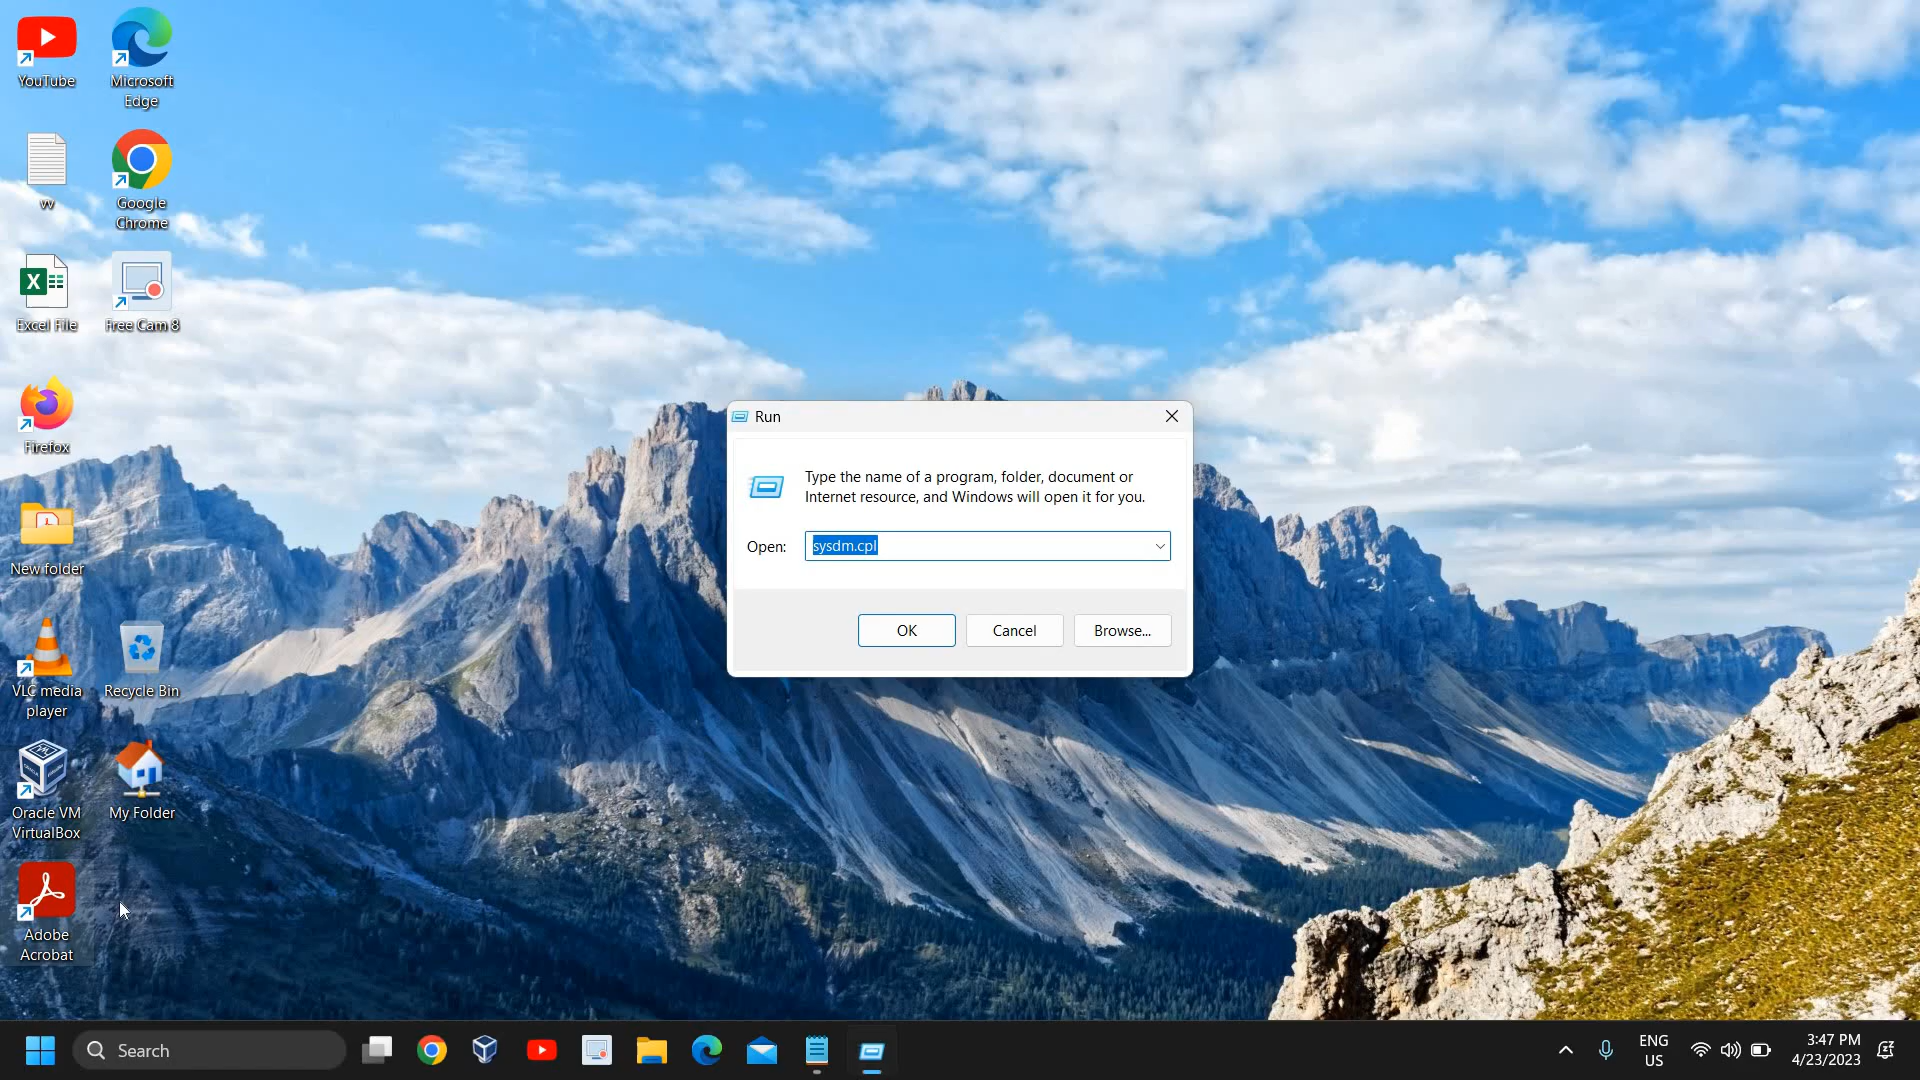 YouTube
Microsoft
Edge
vv
Google
Chrome
Excel File
Free Cam 8
Firefox
New folder
VLC media
player
Recycle Bin
Oracle VM
VirtualBox
My Folder
Adobe
Acrobat
Run
Type the name of a program, folder, document or
Internet resource, and Windows will open it for you.
Open:
sysdm.cpl
OK
Cancel
Browse...
Search
ENG
US
3:47 PM
4/23/2023